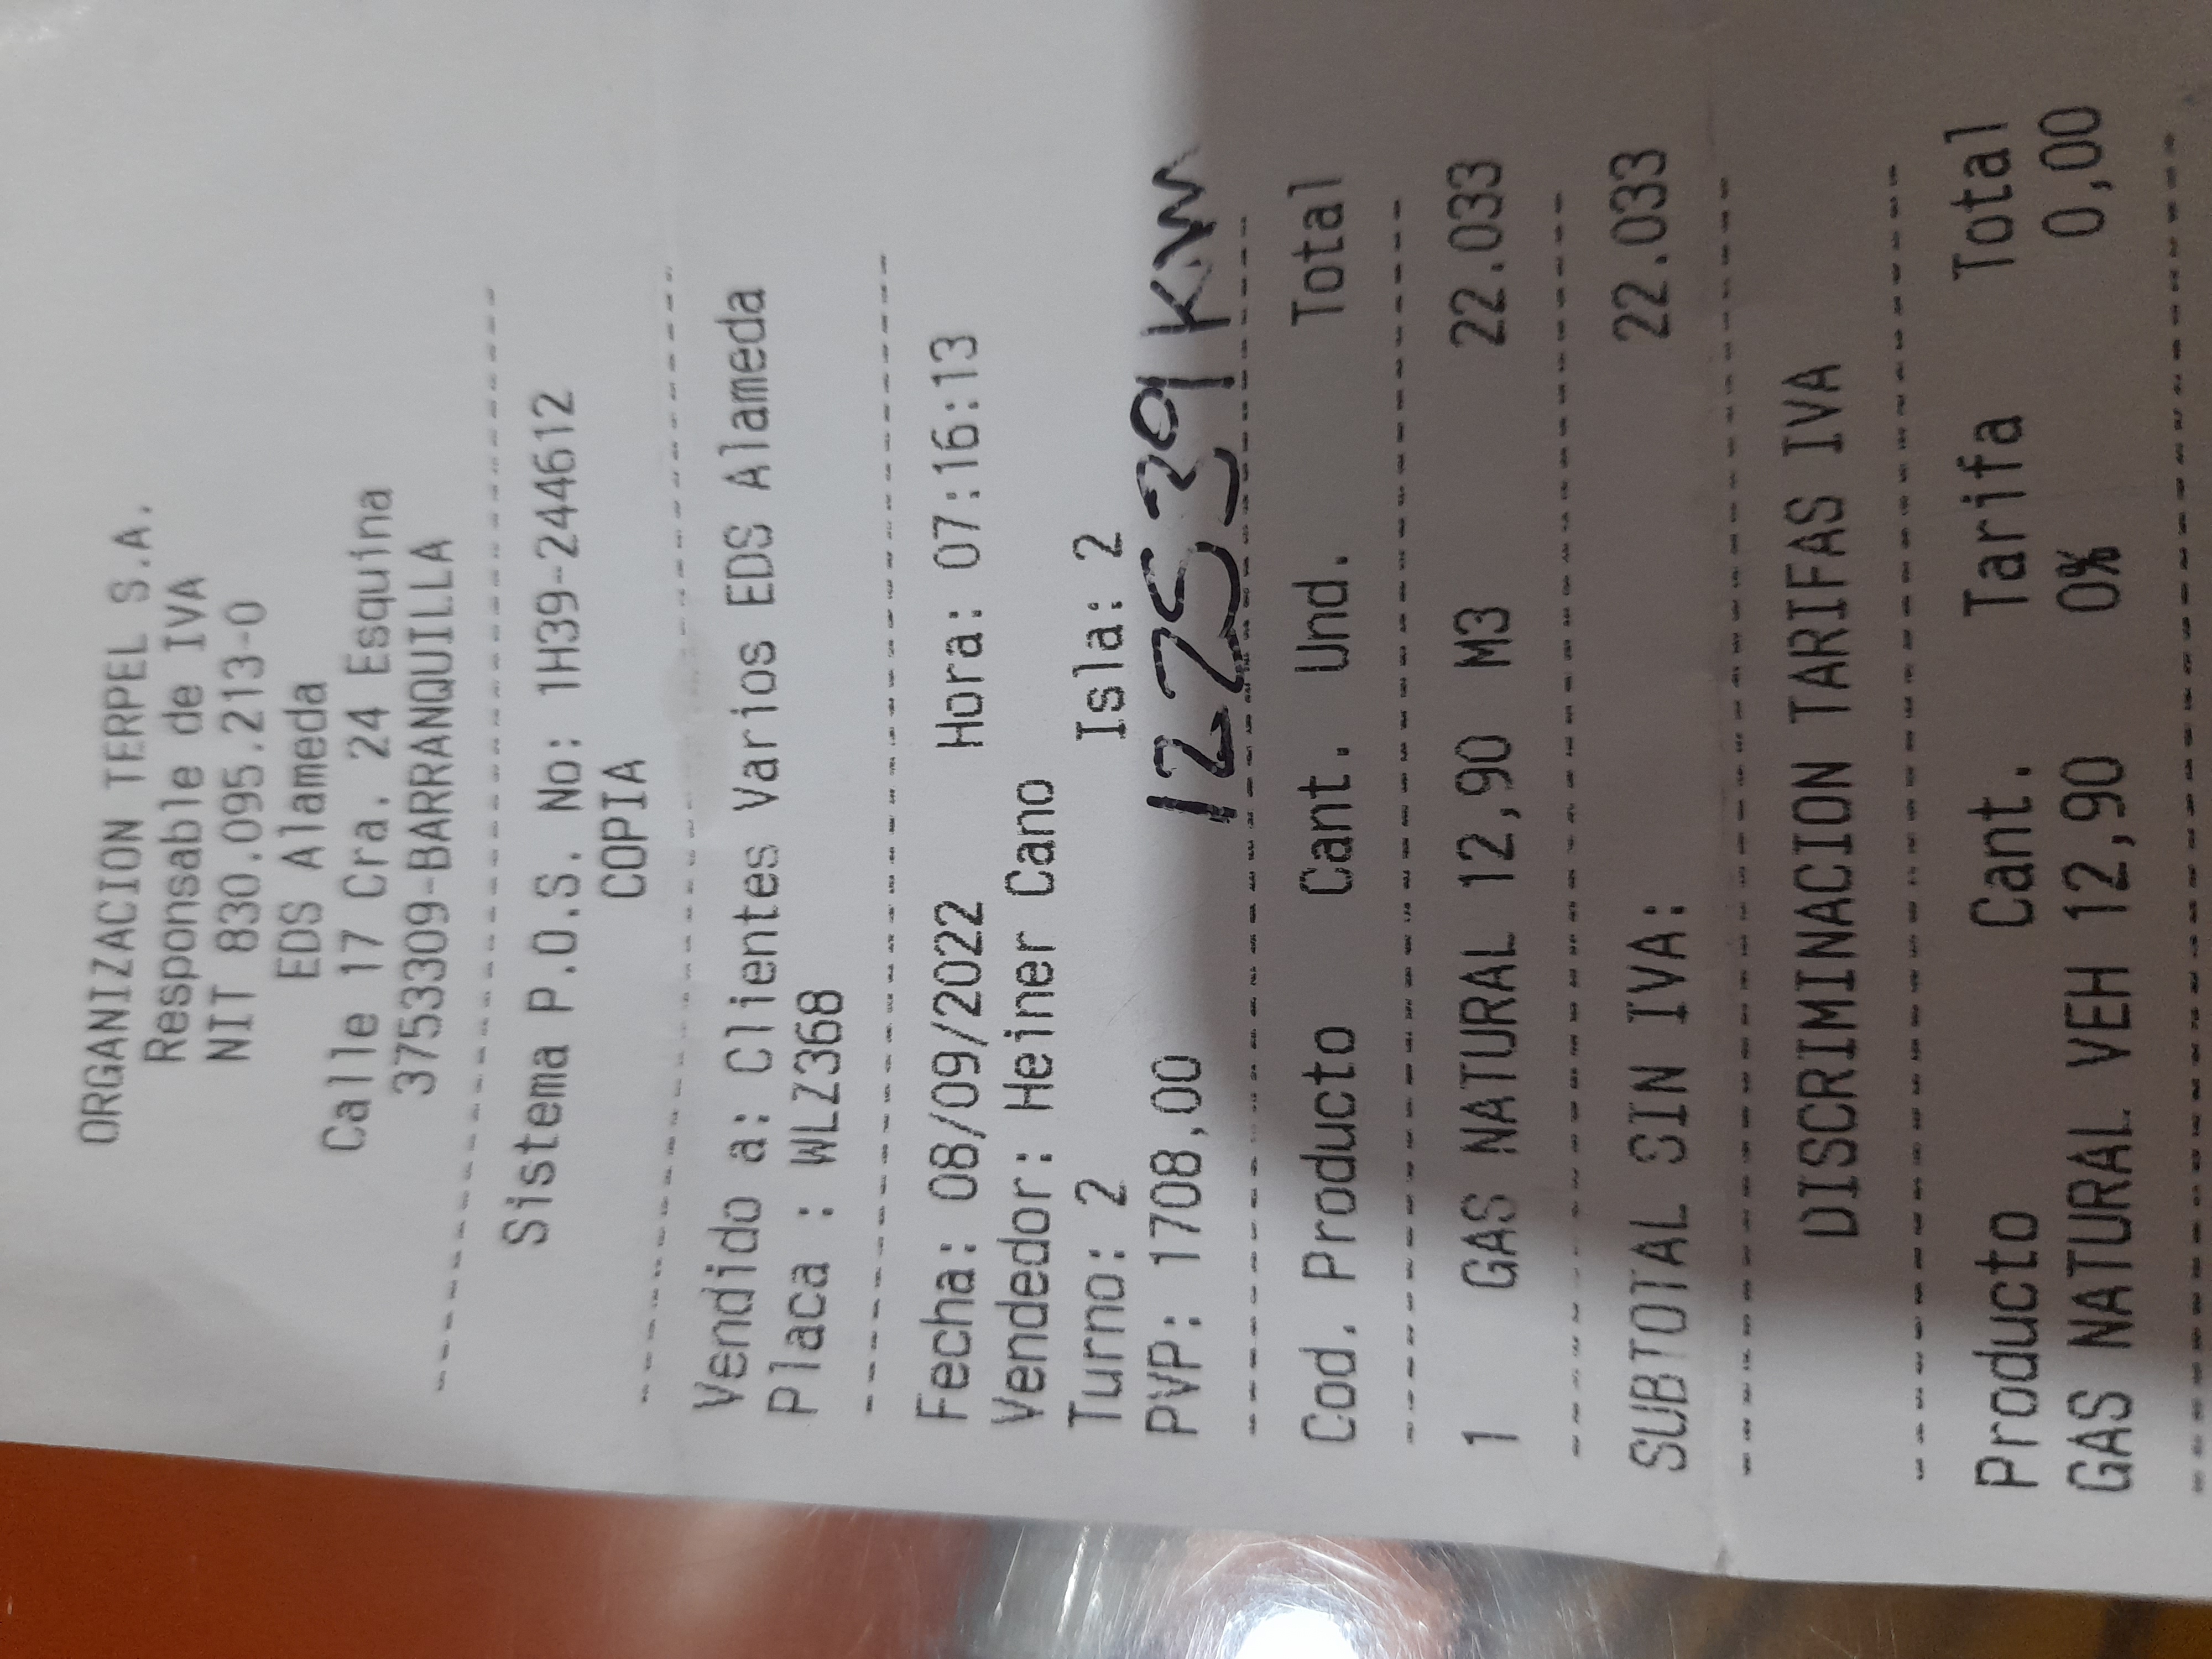 ORGANIZACION TERPEL S.A.
Responsable de IVA
NIT 830.095.213-0
EDS Alameda
Calle 17 Cra. 24 Esquina
3753309-BARRANQUILLA
Sistema P.O.S. No: 1H39-244612
COPIA
Vendido a: Clientes Varios EDS Alameda
Placa : WLZ368
Fecha: 08/09/2022 Hora: 07:16:13
Vendedor: Heiner Cano
Turno: 2 Isla: 2
PVP: 1708,00 122539 KM
Cod. Producto Cant. Und. Total
1 GAS NATURAL 12,90 M3 22.033
SUBTOTAL SIN IVA: 22.033
DISCRIMINACION TARIFAS IVA
Producto Cant. Tarifa Total
GAS NATURAL VEH 12,90 0% 0,00